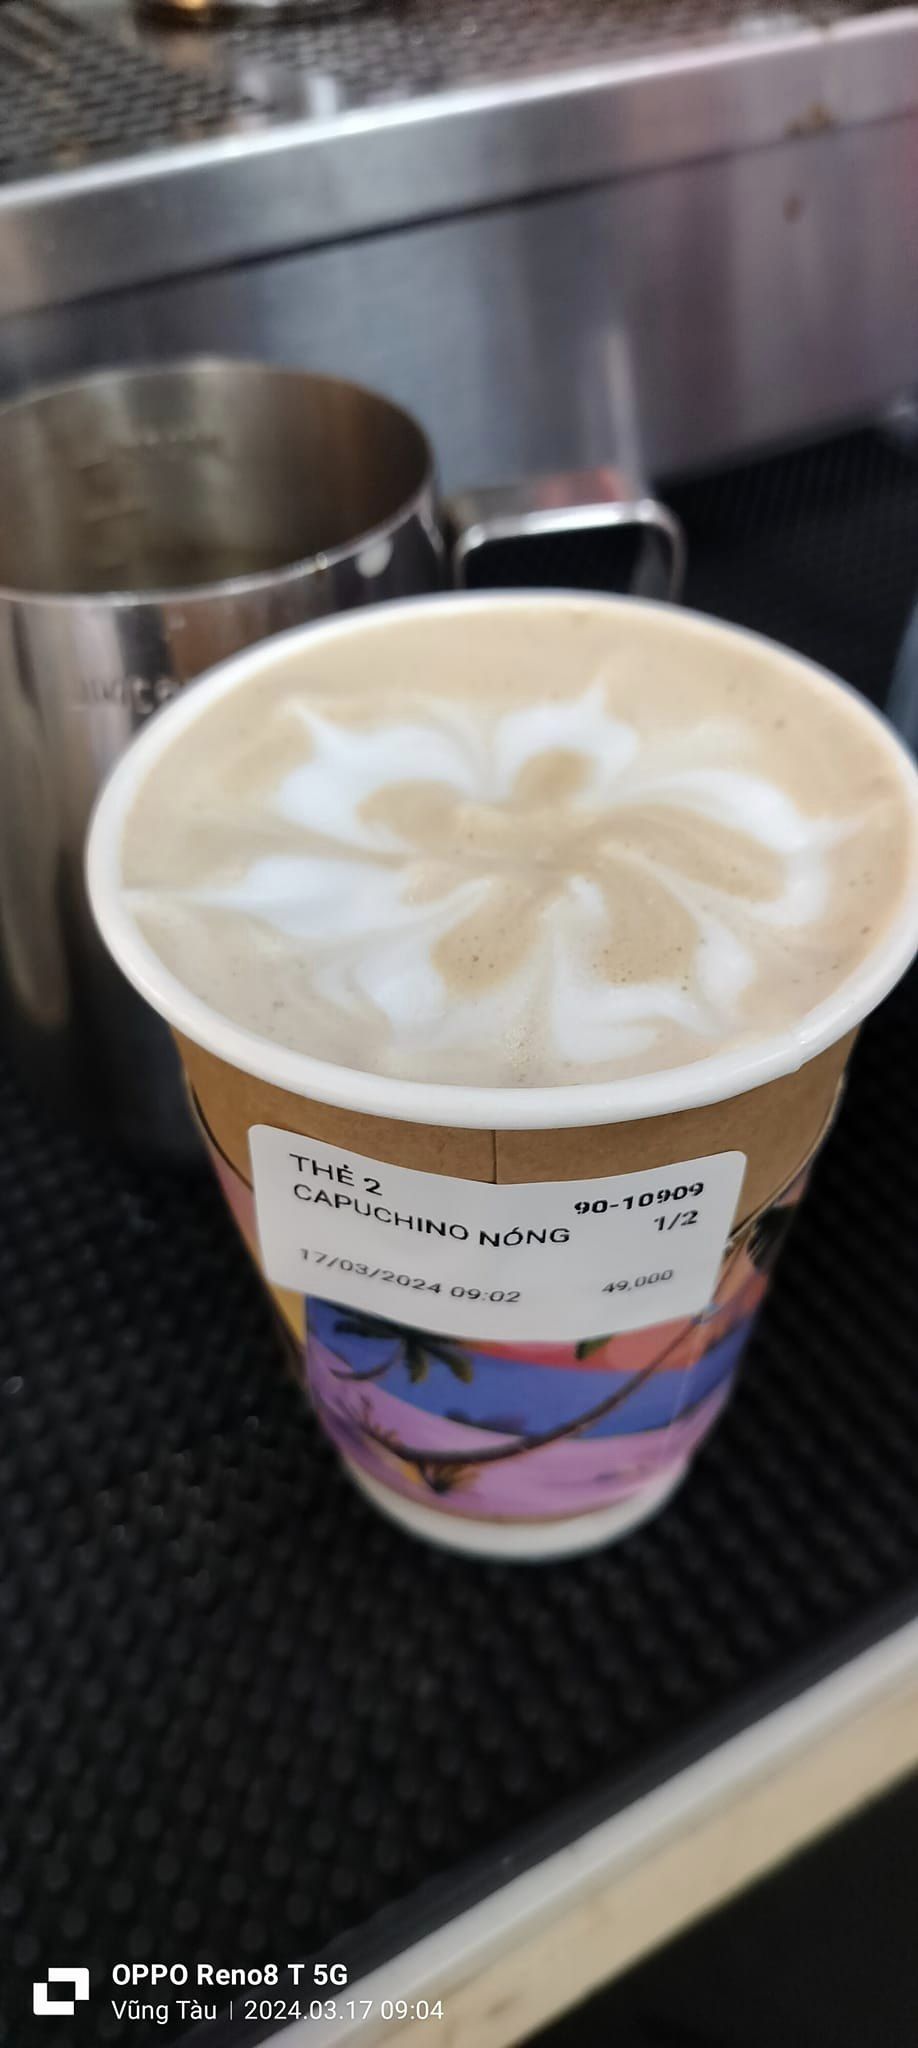 THẺ 2
90-10909
CAPUCHINO NÓNG
1/2
17/03/2024 09:02
49,000
OPPO Reno8 T 5G
Vũng Tàu | 2024.03.17 09:04